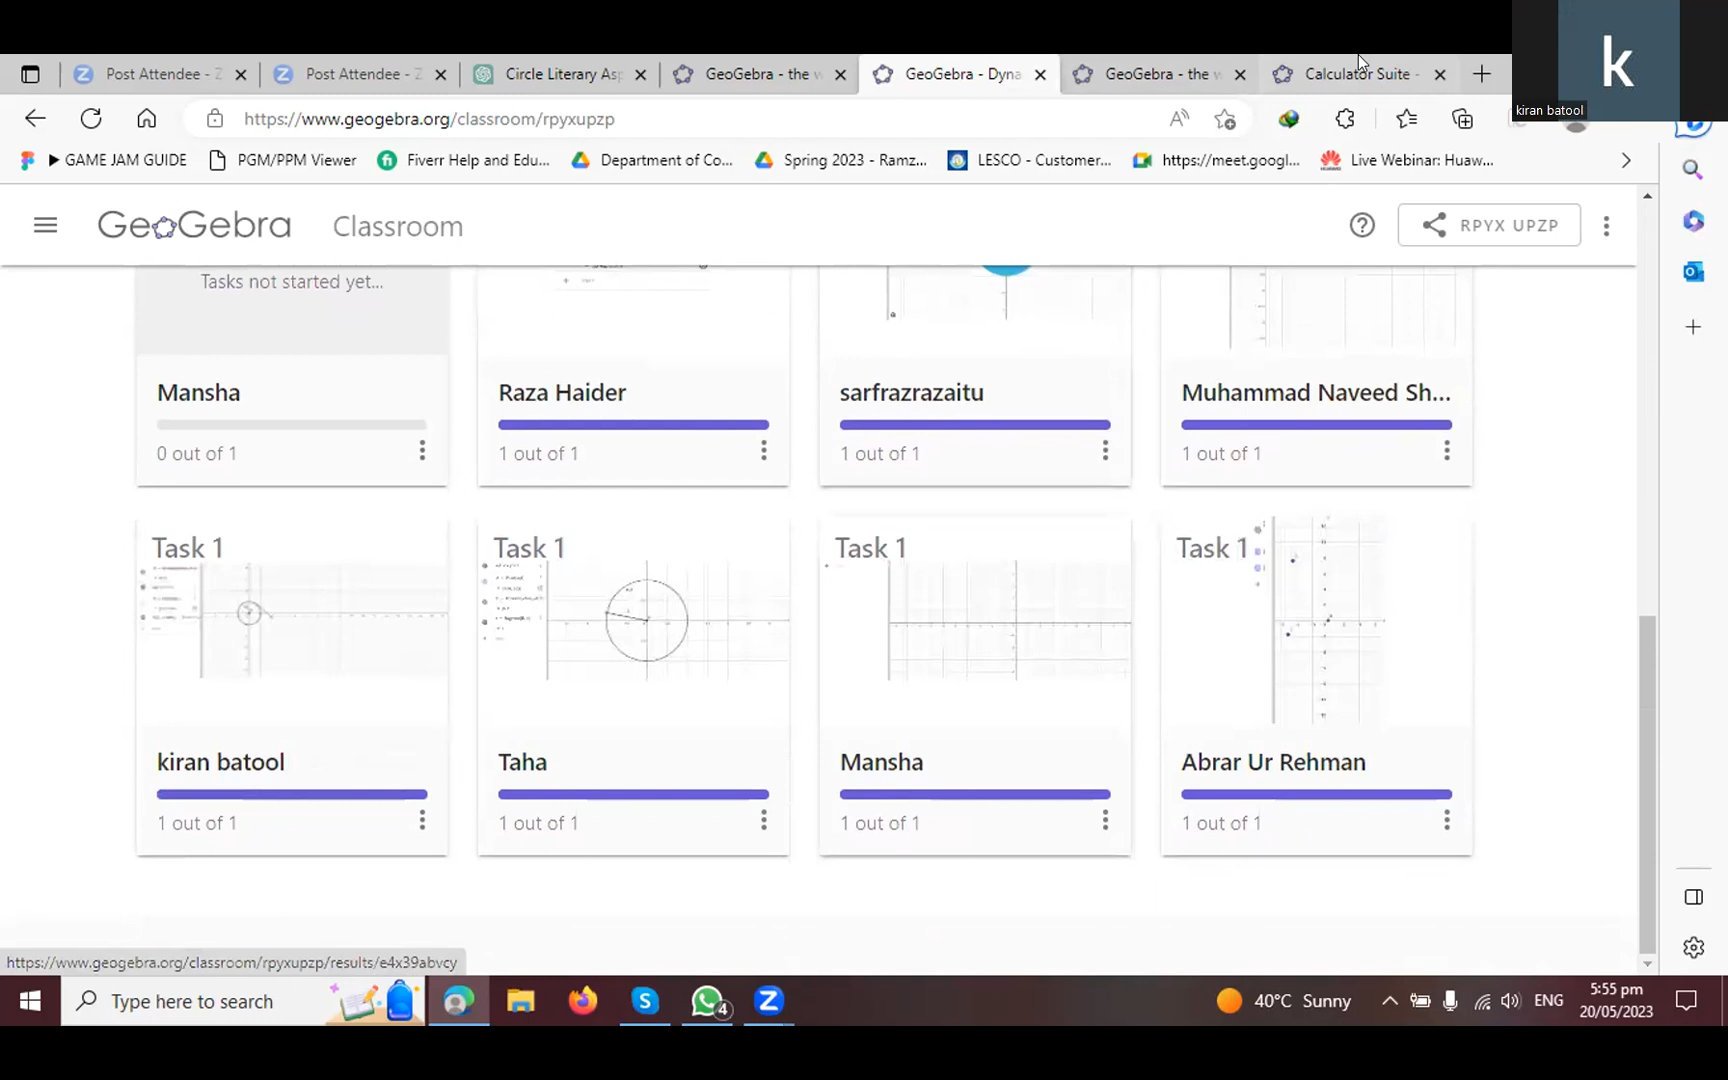 k
kiran batool
Post Attendee - Z
Post Attendee - Z
Circle Literary Asp
GeoGebra - the w
GeoGebra - Dyna
GeoGebra - the w
Calculator Suite -
https://www.geogebra.org/classroom/rpyxupzp
GAME JAM GUIDE
PGM/PPM Viewer
Fiverr Help and Edu...
Department of Co...
Spring 2023 - Ramz...
LESCO - Customer...
https://meet.googl...
Live Webinar: Huaw...
GeoGebra Classroom
RPYX UPZP
Tasks not started yet...
Mansha
0 out of 1
Raza Haider
1 out of 1
sarfrazrazaitu
1 out of 1
Muhammad Naveed Sh...
1 out of 1
Task 1
kiran batool
1 out of 1
Task 1
Taha
1 out of 1
Task 1
Mansha
1 out of 1
Task 1
Abrar Ur Rehman
1 out of 1
https://www.geogebra.org/classroom/rpyxupzp/results/e4x39abvcy
Type here to search
4
40°C Sunny
ENG
5:55 pm
20/05/2023